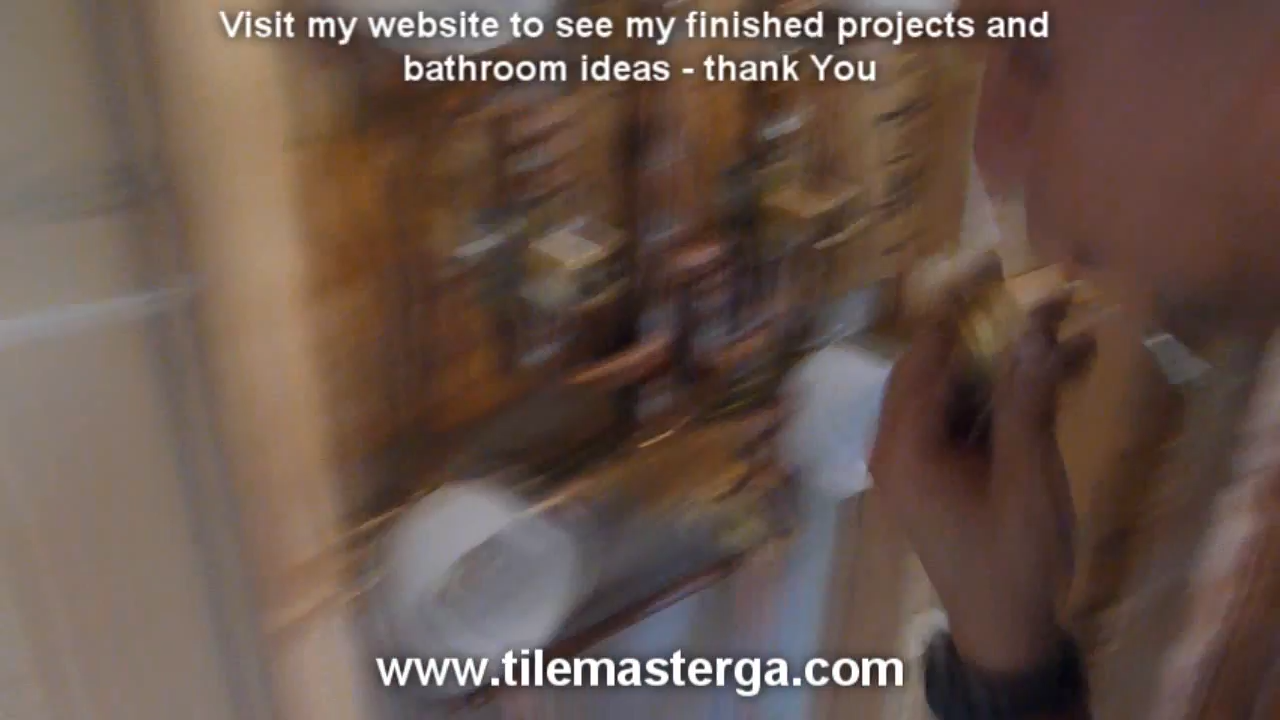 Visit my website to see my finished projects and
bathroom ideas - thank You
www.tilemasterga.com